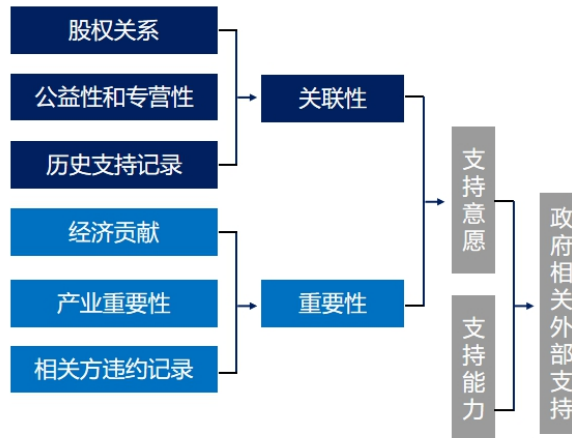 股权关系
公益性和专营性
历史支持记录
关联性
经济贡献
产业重要性
相关方违约记录
重要性
支持意愿
支持能力
政府相关外部支持